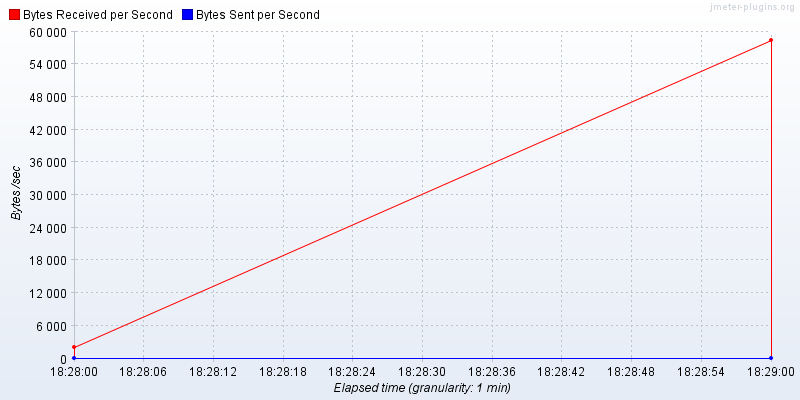 Bytes Received per Second Bytes Sent per Second
jmeter-plugins.org
60 000
54 000
48 000
42 000
36 000
30 000
24 000
18 000
12 000
6 000
0
Bytes /sec
18:28:00 18:28:06 18:28:12 18:28:18 18:28:24 18:28:30 18:28:36 18:28:42 18:28:48 18:28:54 18:29:00
Elapsed time (granularity: 1 min)